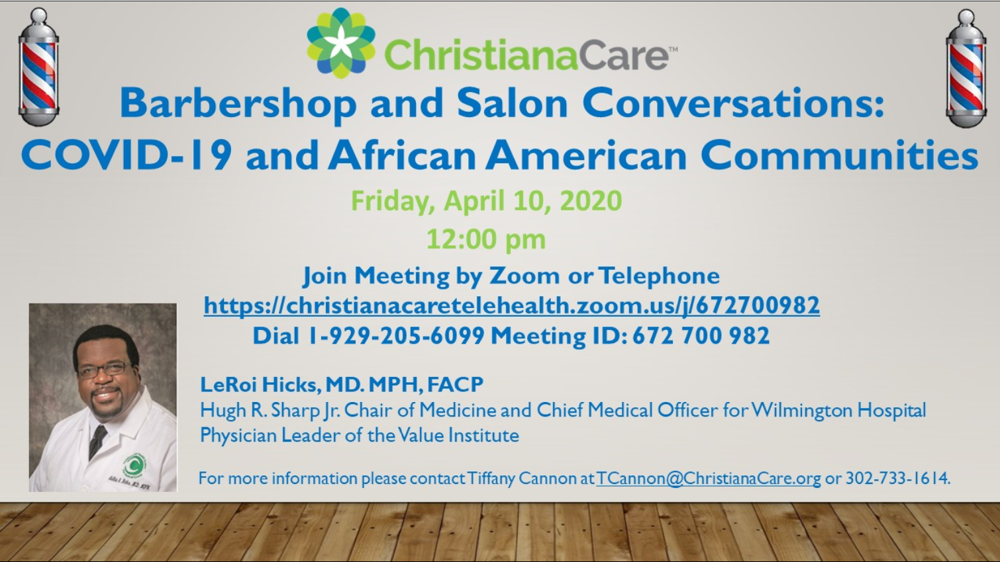 ChristianaCare™
Barbershop and Salon Conversations:
COVID-19 and African American Communities
Friday, April 10, 2020
12:00 pm
Join Meeting by Zoom or Telephone
https://christianacaretelehealth.zoom.us/j/672700982
Dial 1-929-205-6099 Meeting ID: 672 700 982
LeRoi Hicks, MD. MPH, FACP
Hugh R. Sharp Jr. Chair of Medicine and Chief Medical Officer for Wilmington Hospital
Physician Leader of the Value Institute
For more information please contact Tiffany Cannon at TCannon@ChristianaCare.org or 302-733-1614.